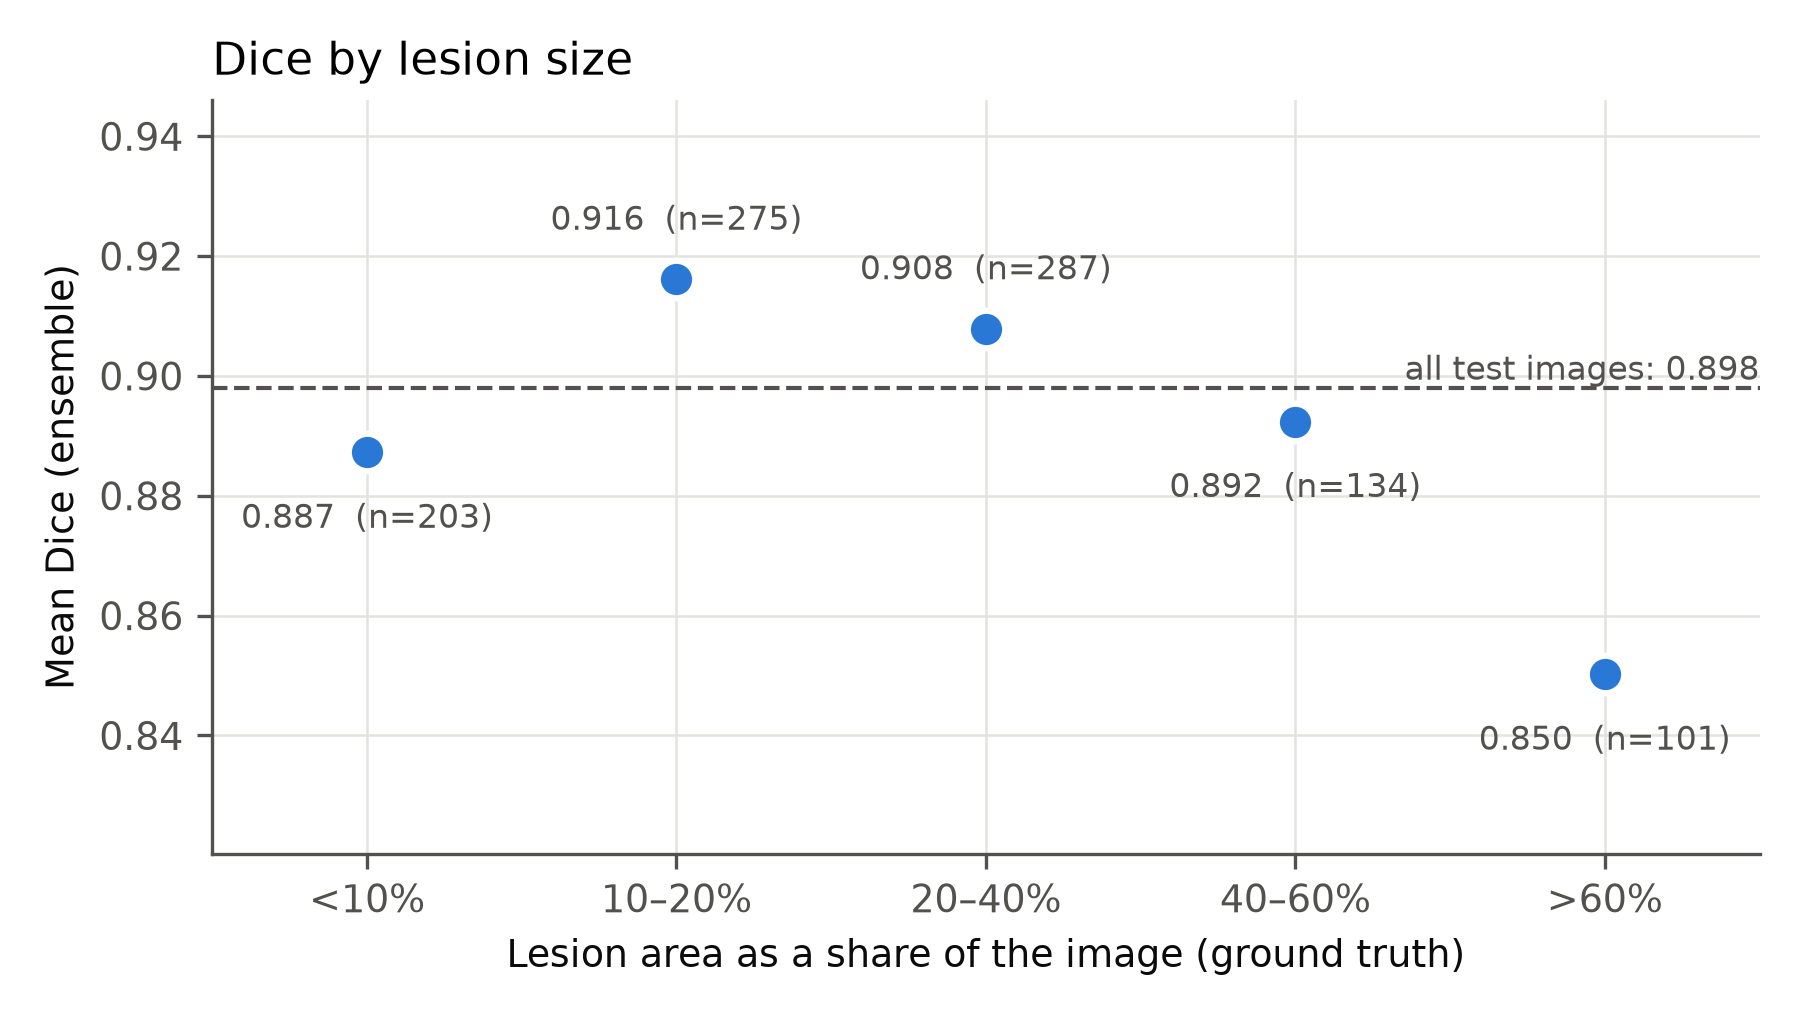 Dice by lesion size
Mean Dice (ensemble)
0.94
0.92
0.90
0.88
0.86
0.84
0.916 (n=275)
0.908 (n=287)
all test images: 0.898
0.887 (n=203)
0.892 (n=134)
0.850 (n=101)
<10%
10–20%
20–40%
40–60%
>60%
Lesion area as a share of the image (ground truth)